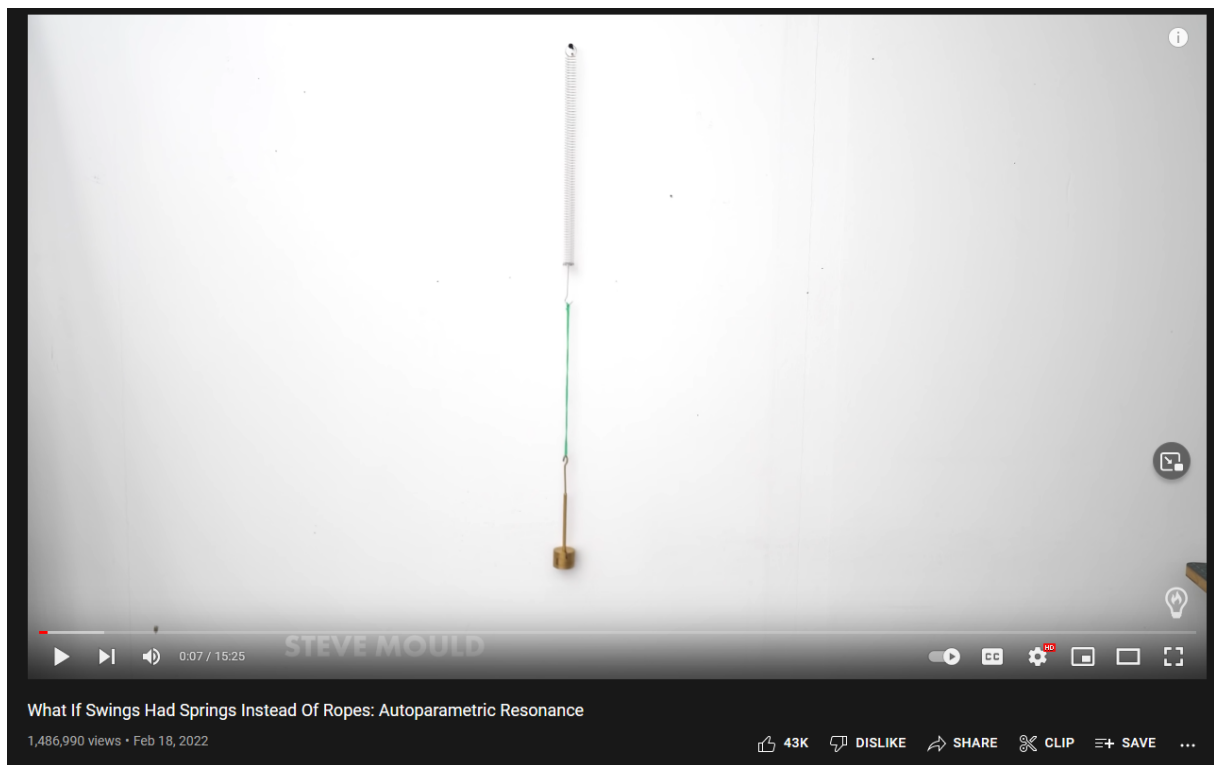 STEVE MOULD
0:07 / 15:25
CC
HD
What If Swings Had Springs Instead Of Ropes: Autoparametric Resonance
1,486,990 views • Feb 18, 2022
43K DISLIKE SHARE CLIP SAVE